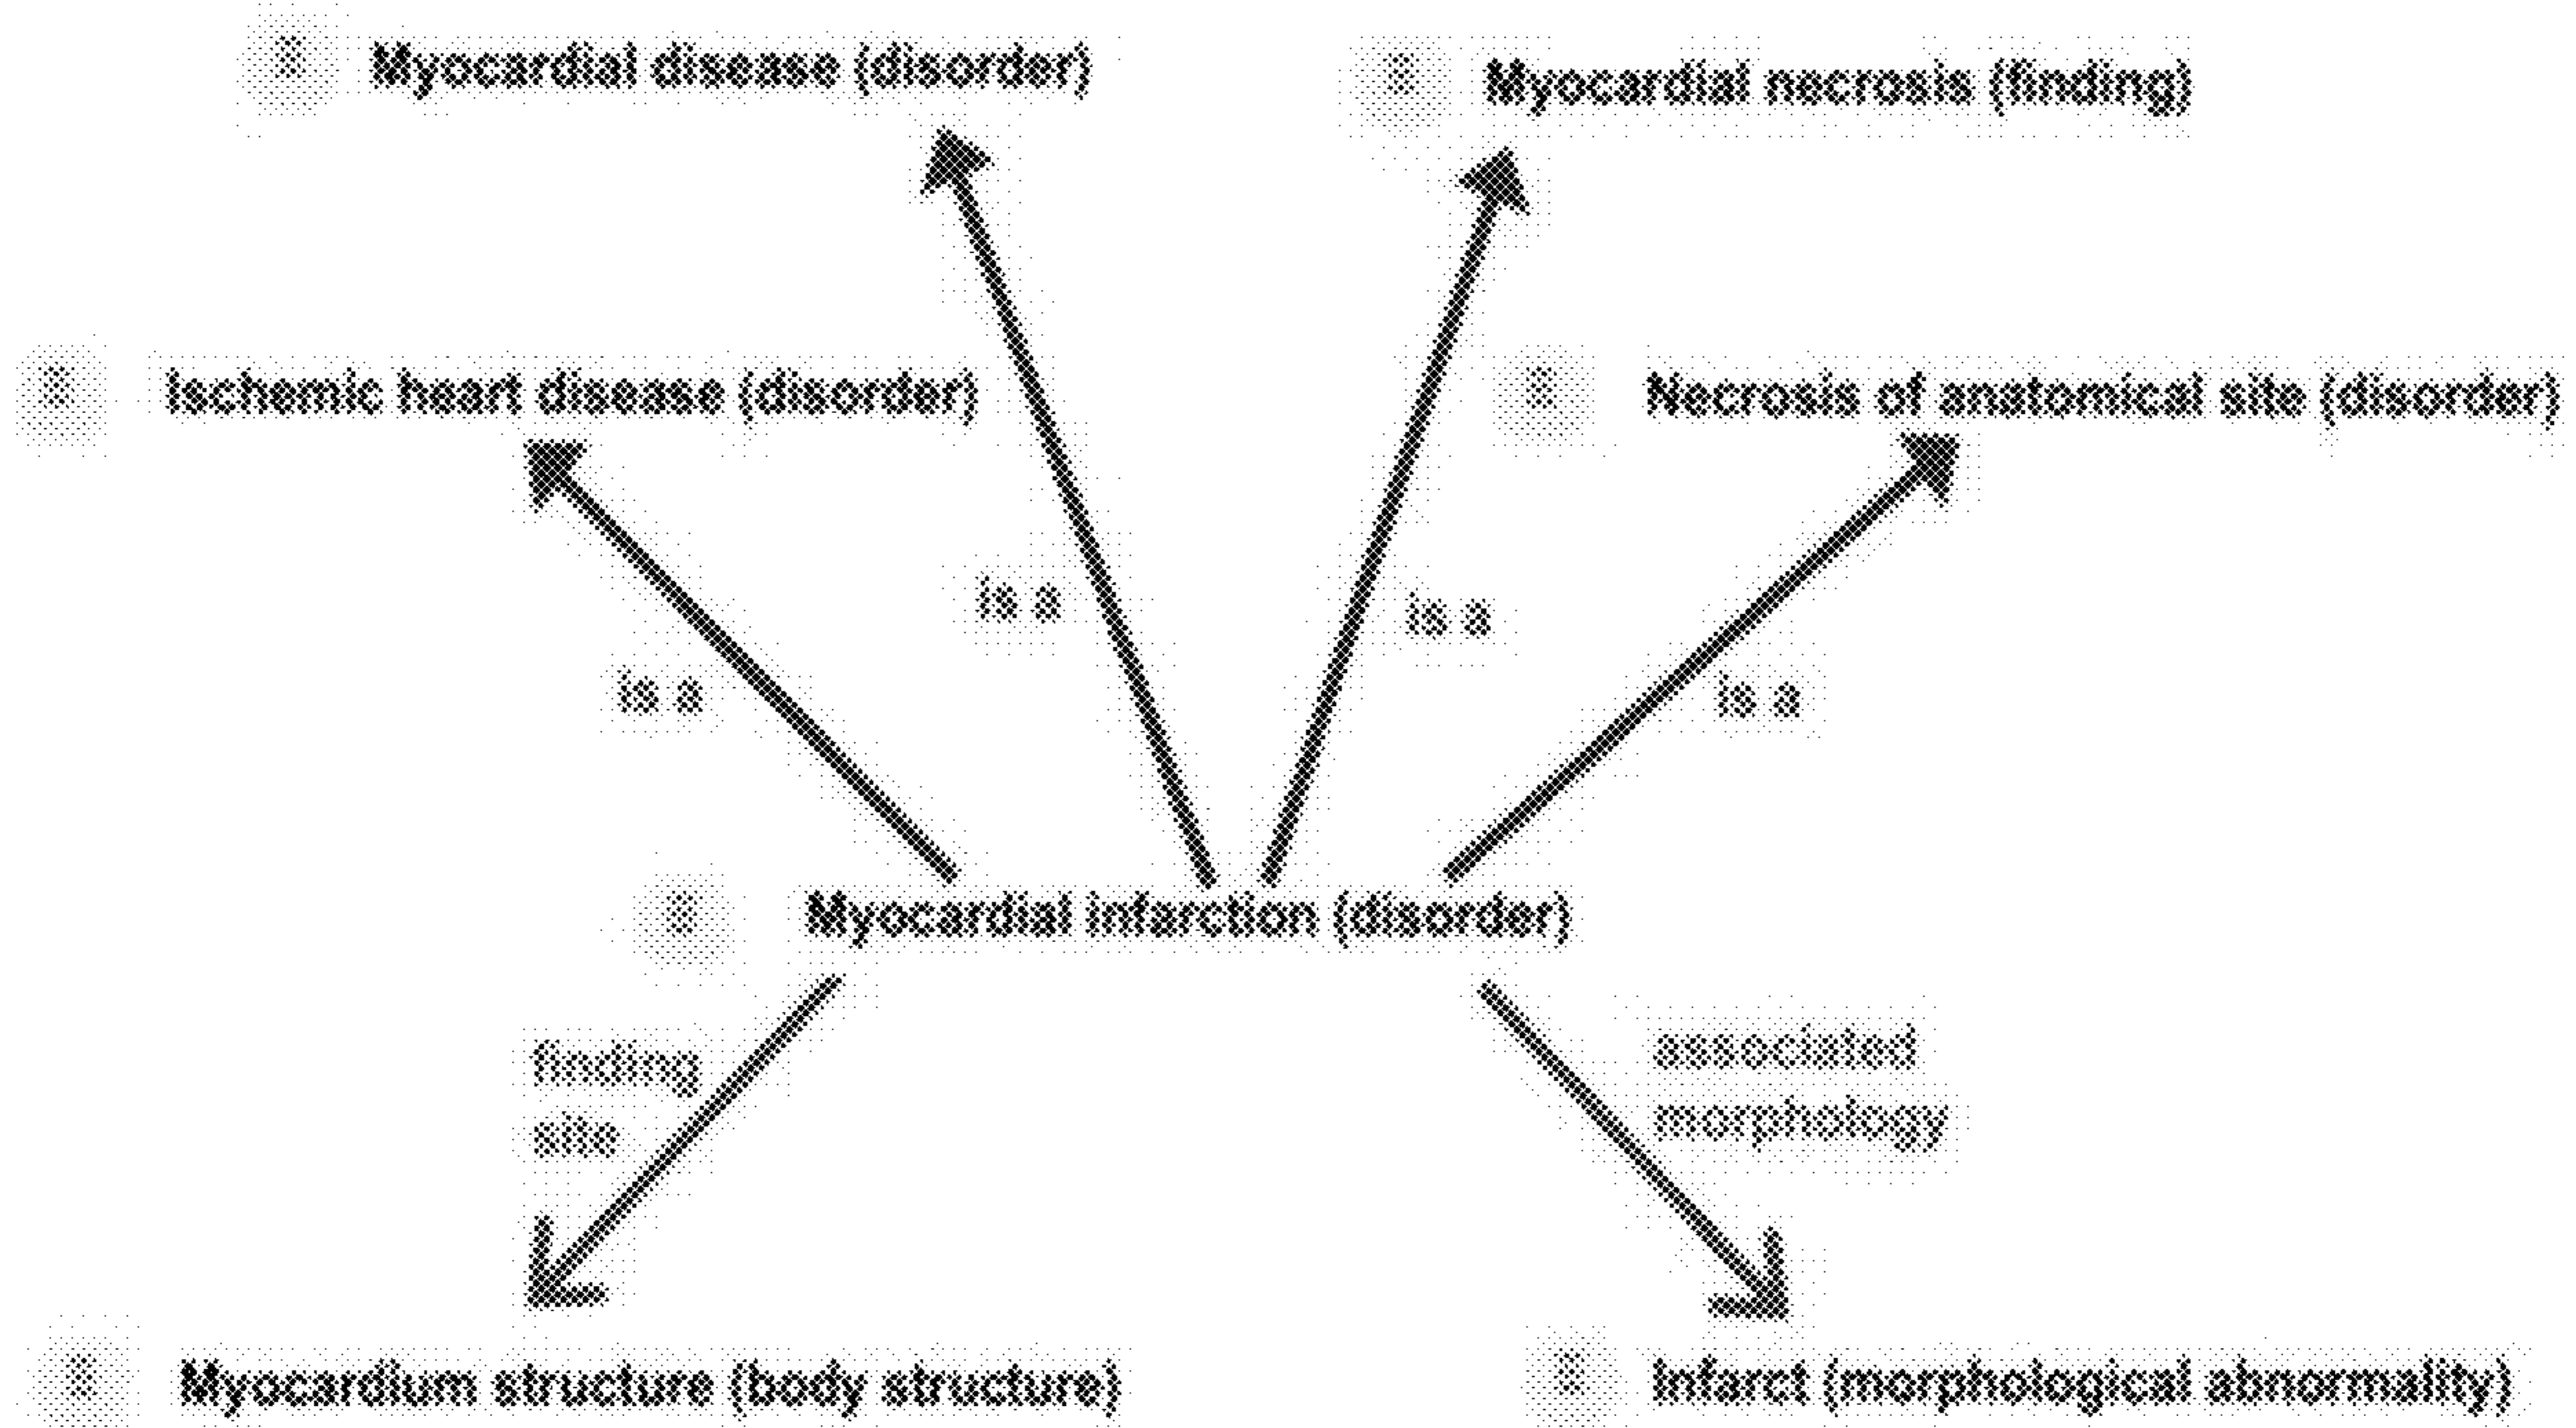 Myocardial disease (disorder)
Myocardial necrosis (finding)
Ischemic heart disease (disorder)
Necrosis of anatomical site (disorder)
is a
is a
is a
is a
Myocardial infarction (disorder)
finding
site
associated
morphology
Myocardium structure (body structure)
Infarct (morphological abnormality)